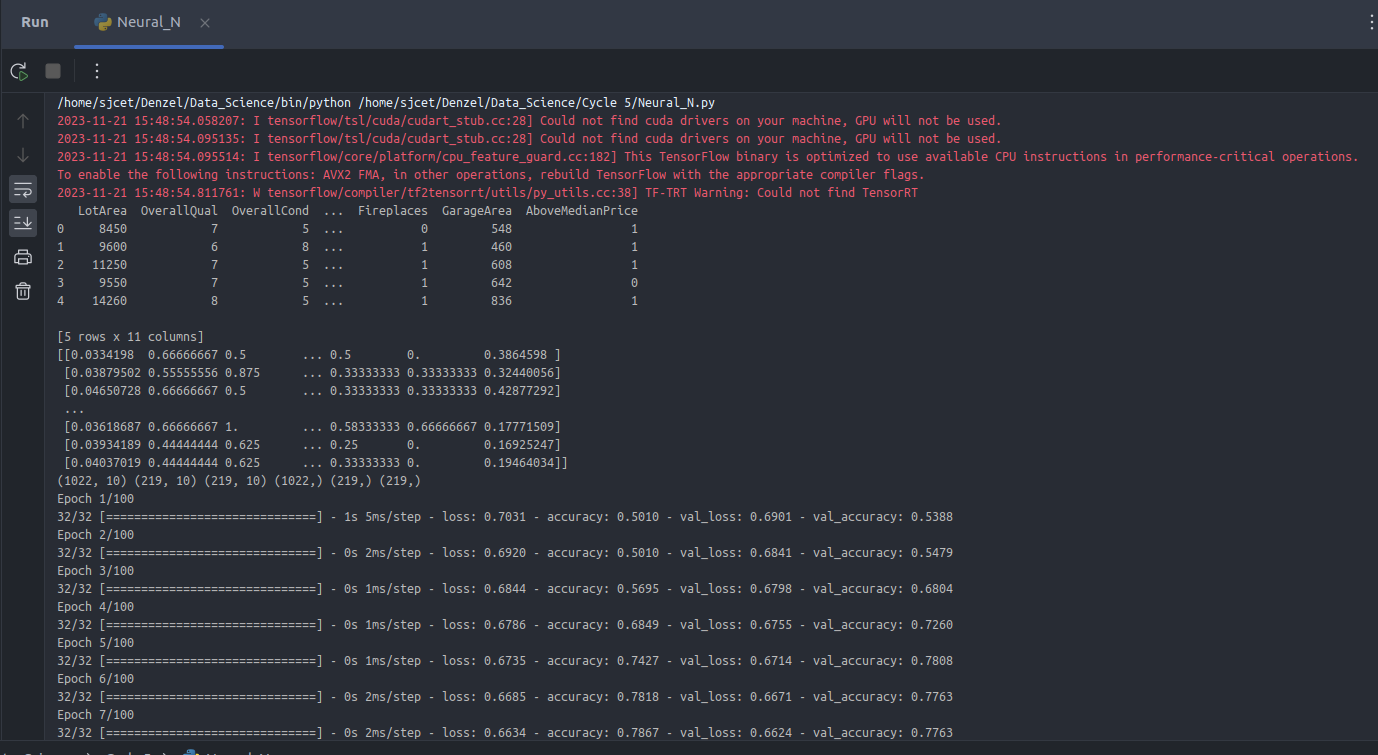 Run Neural_N
/home/sjcet/Denzel/Data_Science/bin/python /home/sjcet/Denzel/Data_Science/Cycle 5/Neural_N.py
2023-11-21 15:48:54.058207: I tensorflow/tsl/cuda/cudart_stub.cc:28] Could not find cuda drivers on your machine, GPU will not be used.
2023-11-21 15:48:54.095135: I tensorflow/tsl/cuda/cudart_stub.cc:28] Could not find cuda drivers on your machine, GPU will not be used.
2023-11-21 15:48:54.095514: I tensorflow/core/platform/cpu_feature_guard.cc:182] This TensorFlow binary is optimized to use available CPU instructions in performance-critical operations.
To enable the following instructions: AVX2 FMA, in other operations, rebuild TensorFlow with the appropriate compiler flags.
2023-11-21 15:48:54.811761: W tensorflow/compiler/tf2tensorrt/utils/py_utils.cc:38] TF-TRT Warning: Could not find TensorRT
   LotArea  OverallQual  OverallCond  ...  Fireplaces  GarageArea  AboveMedianPrice
0     8450            7            5  ...           0         548                 1
1     9600            6            8  ...           1         460                 1
2    11250            7            5  ...           1         608                 1
3     9550            7            5  ...           1         642                 0
4    14260            8            5  ...           1         836                 1
[5 rows x 11 columns]
[[0.0334198  0.66666667 0.5        ... 0.5        0.         0.3864598 ]
 [0.03879502 0.55555556 0.875      ... 0.33333333 0.33333333 0.32440056]
 [0.04650728 0.66666667 0.5        ... 0.33333333 0.33333333 0.42877292]
 ...
 [0.03618687 0.66666667 1.         ... 0.58333333 0.66666667 0.17771509]
 [0.03934189 0.44444444 0.625      ... 0.25       0.         0.16925247]
 [0.04037019 0.44444444 0.625      ... 0.33333333 0.         0.19464034]]
(1022, 10) (219, 10) (219, 10) (1022,) (219,) (219,)
Epoch 1/100
32/32 [==============================] - 1s 5ms/step - loss: 0.7031 - accuracy: 0.5010 - val_loss: 0.6901 - val_accuracy: 0.5388
Epoch 2/100
32/32 [==============================] - 0s 2ms/step - loss: 0.6920 - accuracy: 0.5010 - val_loss: 0.6841 - val_accuracy: 0.5479
Epoch 3/100
32/32 [==============================] - 0s 1ms/step - loss: 0.6844 - accuracy: 0.5695 - val_loss: 0.6798 - val_accuracy: 0.6804
Epoch 4/100
32/32 [==============================] - 0s 1ms/step - loss: 0.6786 - accuracy: 0.6849 - val_loss: 0.6755 - val_accuracy: 0.7260
Epoch 5/100
32/32 [==============================] - 0s 1ms/step - loss: 0.6735 - accuracy: 0.7427 - val_loss: 0.6714 - val_accuracy: 0.7808
Epoch 6/100
32/32 [==============================] - 0s 2ms/step - loss: 0.6685 - accuracy: 0.7818 - val_loss: 0.6671 - val_accuracy: 0.7763
Epoch 7/100
32/32 [==============================] - 0s 2ms/step - loss: 0.6634 - accuracy: 0.7867 - val_loss: 0.6624 - val_accuracy: 0.7763